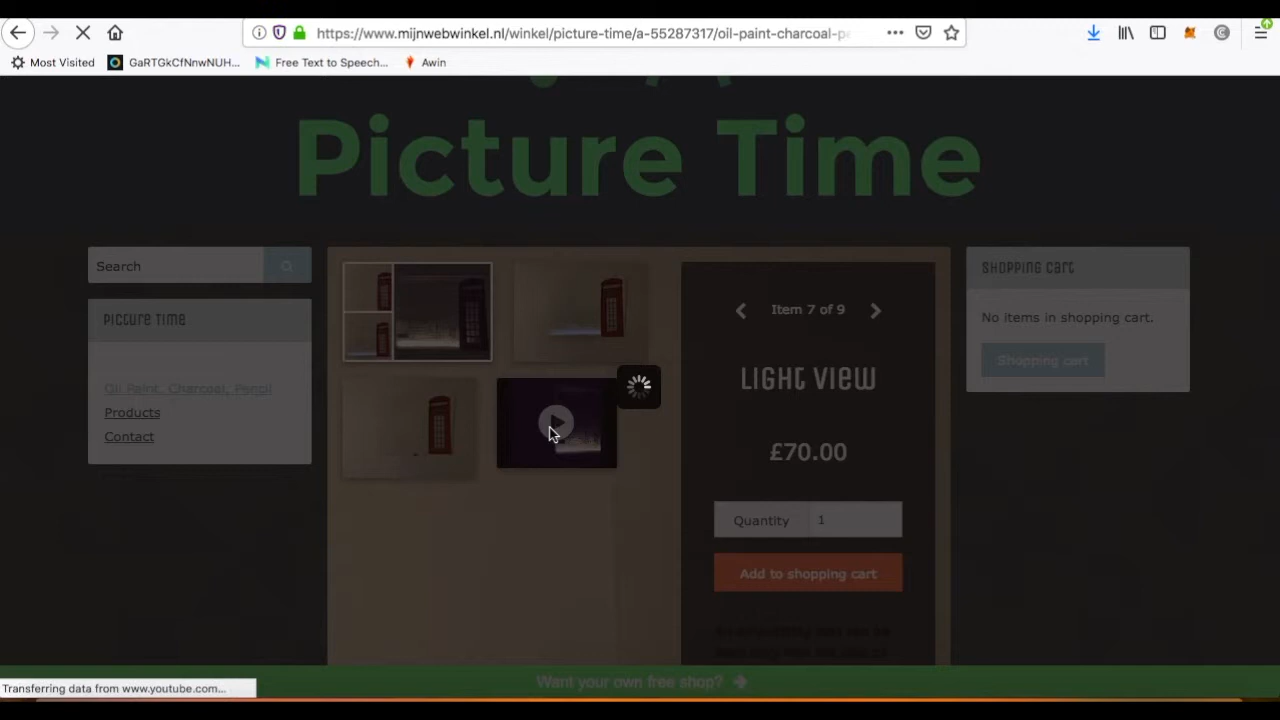 https://www.mijnwebwinkel.nl/winkel/picture-time/a-55287317/oil-paint-charcoal-pe
Most Visited
GaRTGkCfNnwNUH...
Free Text to Speech...
Awin
Picture Time
Search
Picture Time
Oil Paint, Charcoal, Pencil
Products
Contact
Item 7 of 9
Light View
£70.00
Quantity 1
Add to shopping cart
Shopping cart
No items in shopping cart.
Shopping cart
Want your own free shop?
Transferring data from www.youtube.com...